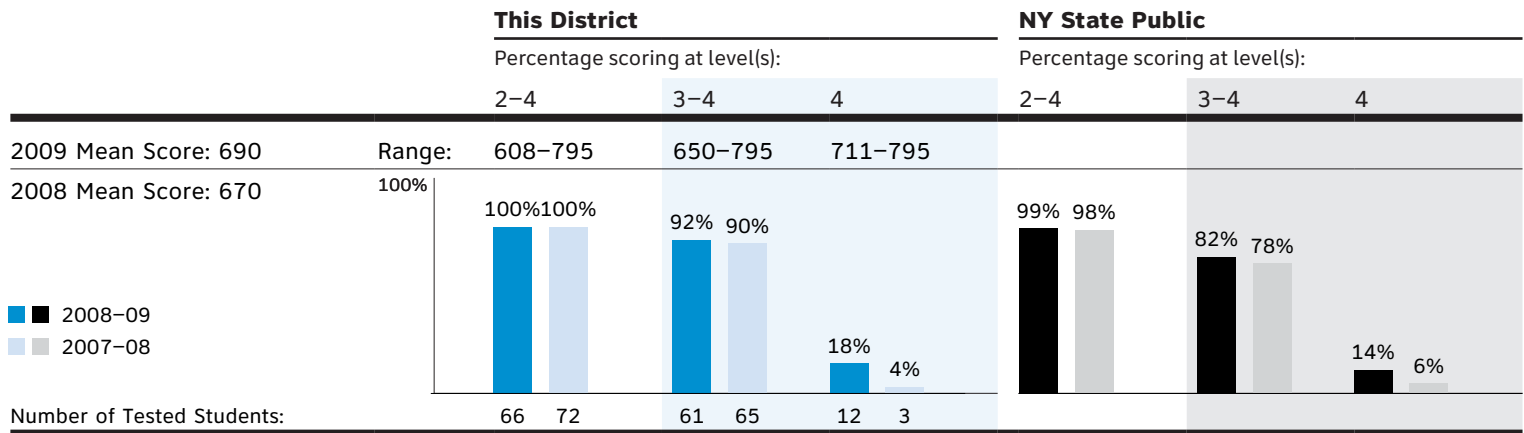 This District NY State Public
Percentage scoring at level(s): Percentage scoring at level(s):
2–4 3–4 4 2–4 3–4 4
2009 Mean Score: 690 Range: 608–795 650–795 711–795
2008 Mean Score: 670 100%
100%100% 92% 90% 18% 4% 99% 98% 82% 78% 14% 6%
2008–09
2007–08
Number of Tested Students: 66 72 61 65 12 3